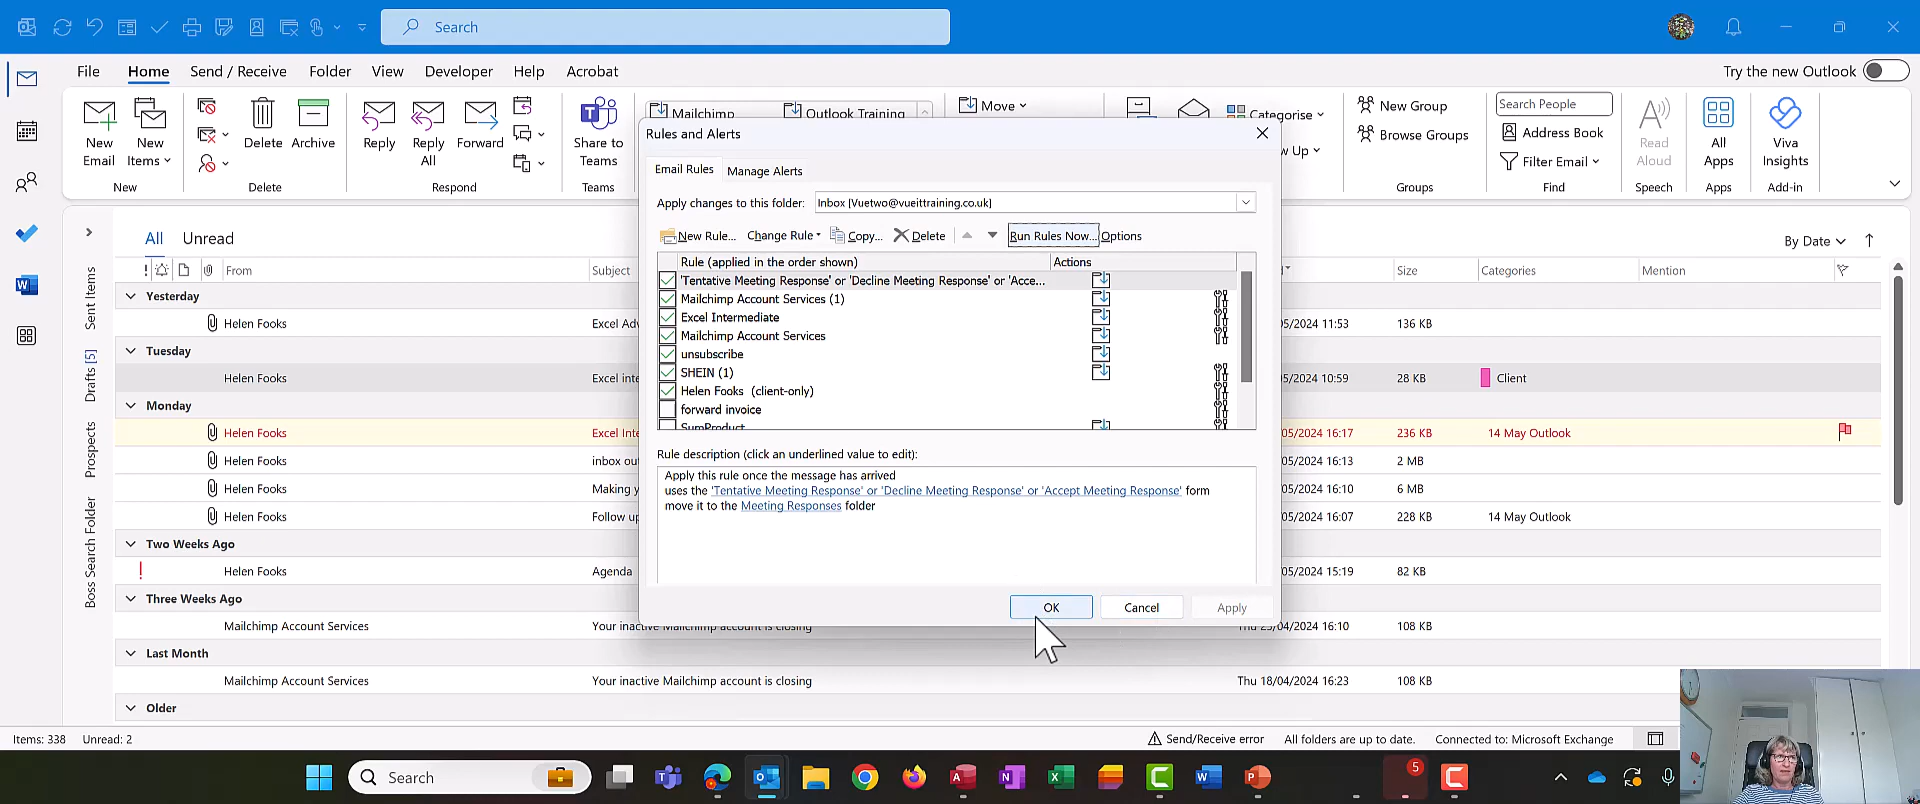 Search
File Home Send / Receive Folder View Developer Help Acrobat
Try the new Outlook
New Email
New Items
New
Delete
Archive
Delete
Reply
Reply All
Forward
Respond
Share to Teams
Teams
Mailchimp
Outlook Training
Move
Categorise
New Group
Browse Groups
Groups
Search People
Address Book
Filter Email
Find
Read Aloud
Speech
All Apps
Apps
Viva Insights
Add-in
Rules and Alerts
Email Rules
Manage Alerts
Apply changes to this folder: Inbox [Vuetwo@vueittraining.co.uk]
New Rule... Change Rule Copy... Delete Run Rules Now... Options
Rule (applied in the order shown) Actions
'Tentative Meeting Response' or 'Decline Meeting Response' or 'Acce...
Mailchimp Account Services (1)
Excel Intermediate
Mailchimp Account Services
unsubscribe
SHEIN (1)
Helen Fooks (client-only)
forward invoice
SumProduct
Rule description (click an underlined value to edit):
Apply this rule once the message has arrived
uses the 'Tentative Meeting Response' or 'Decline Meeting Response' or 'Accept Meeting Response' form
move it to the Meeting Responses folder
OK Cancel Apply
Sent Items
Drafts [5]
Prospects
Boss Search Folder
All Unread
By Date
From Subject Size Categories Mention
Yesterday
Helen Fooks 11:53 136 KB
Tuesday
Helen Fooks 10:59 28 KB Client
Monday
Helen Fooks 16:17 236 KB 14 May Outlook
Helen Fooks inbox 16:13 2 MB
Helen Fooks 16:10 6 MB
Helen Fooks 16:07 228 KB 14 May Outlook
Two Weeks Ago
Helen Fooks Agenda 15:19 82 KB
Three Weeks Ago
Mailchimp Account Services Your inactive Mailchimp account is closing 16:10 108 KB
Last Month
Mailchimp Account Services Your inactive Mailchimp account is closing Thu 18/04/2024 16:23 108 KB
Older
Items: 338 Unread: 2
Send/Receive error All folders are up to date. Connected to: Microsoft Exchange
Search
5